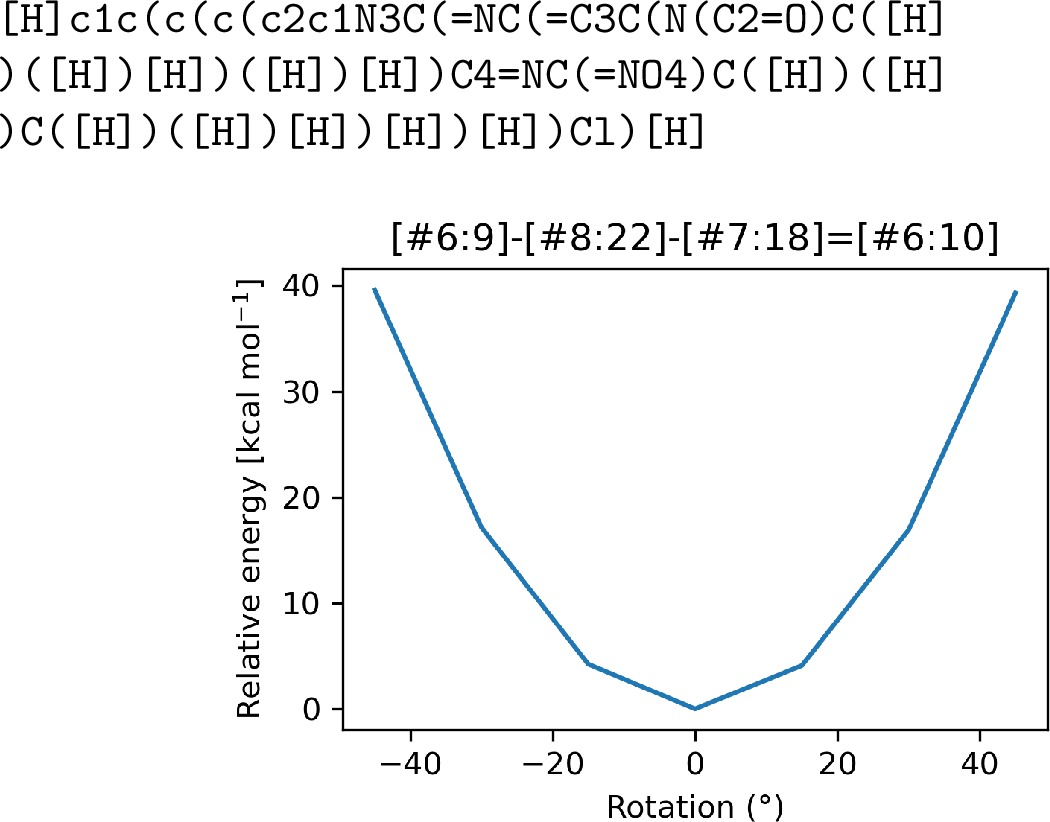 [H]c1c(c(c(c2c1N3C(=NC(=C3C(N(C2=O)C([H]
)([H])[H])([H])[H])C4=NC(=NO4)C([H])([H]
)C([H])([H])[H])[H])[H])Cl)[H]
[#6:9]-[#8:22]-[#7:18]=[#6:10]
Relative energy [kcal mol⁻¹]
40
30
20
10
0
−40 −20 0 20 40
Rotation (°)